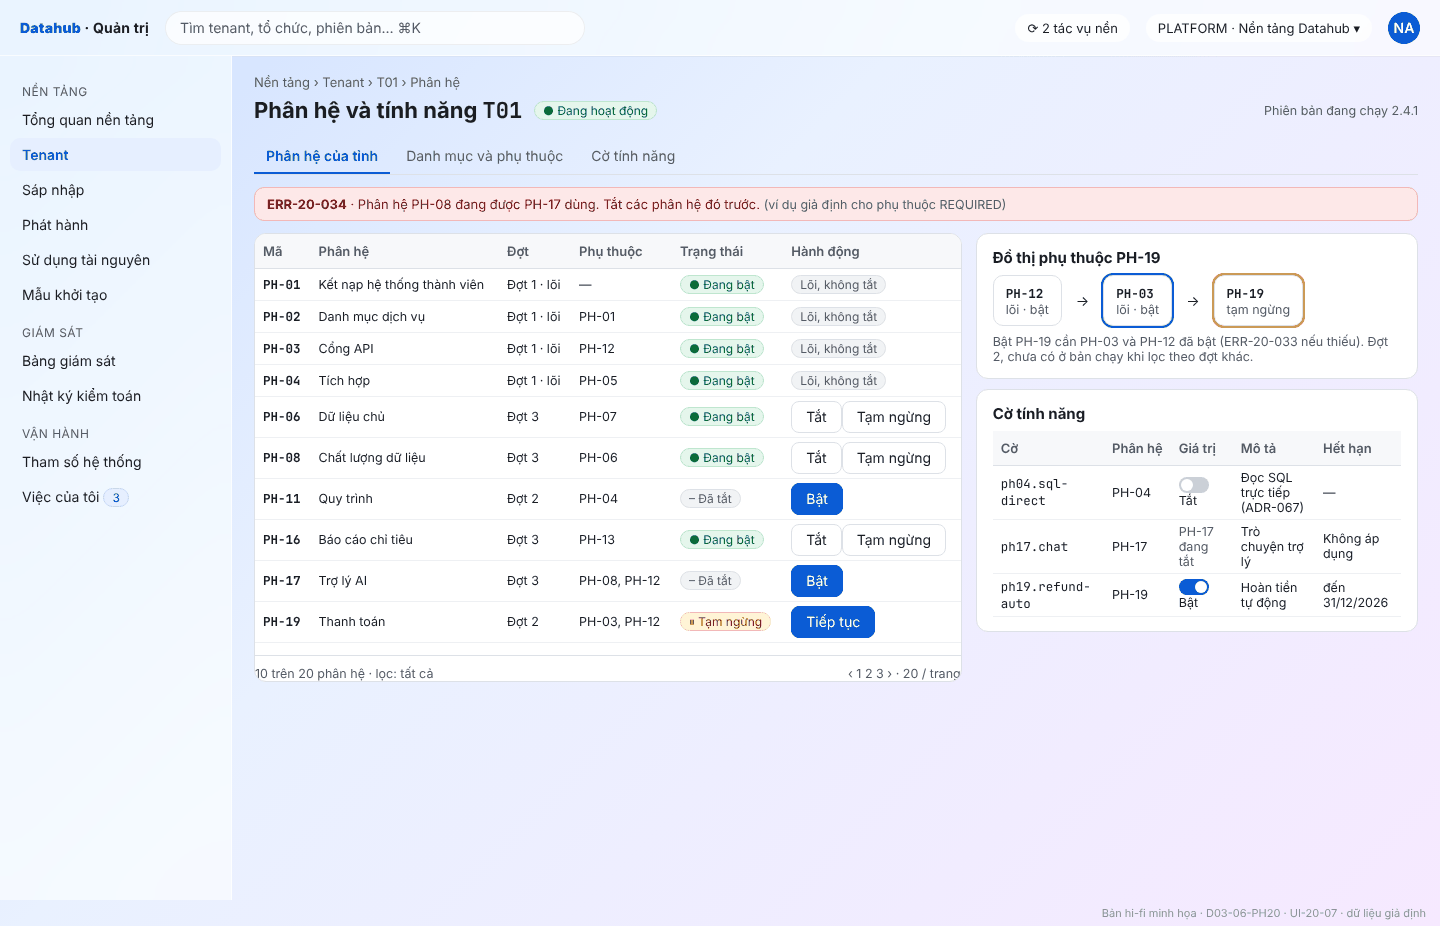 Datahub · Quản trị
Tìm tenant, tổ chức, phiên bản... ⌘K
⟳ 2 tác vụ nền
PLATFORM · Nền tảng Datahub ▾
NA
NỀN TẢNG
Tổng quan nền tảng
Tenant
Sáp nhập
Phát hành
Sử dụng tài nguyên
Mẫu khởi tạo
GIÁM SÁT
Bảng giám sát
Nhật ký kiểm toán
VẬN HÀNH
Tham số hệ thống
Việc của tôi 3
Nền tảng › Tenant › T01 › Phân hệ
Phân hệ và tính năng T01 ● Đang hoạt động
Phiên bản đang chạy 2.4.1
Phân hệ của tỉnh Danh mục và phụ thuộc Cờ tính năng
ERR-20-034 · Phân hệ PH-08 đang được PH-17 dùng. Tắt các phân hệ đó trước. (ví dụ giả định cho phụ thuộc REQUIRED)
Mã Phân hệ Đợt Phụ thuộc Trạng thái Hành động
PH-01 Kết nạp hệ thống thành viên Đợt 1 · lõi — ● Đang bật Lõi, không tắt
PH-02 Danh mục dịch vụ Đợt 1 · lõi PH-01 ● Đang bật Lõi, không tắt
PH-03 Cổng API Đợt 1 · lõi PH-12 ● Đang bật Lõi, không tắt
PH-04 Tích hợp Đợt 1 · lõi PH-05 ● Đang bật Lõi, không tắt
PH-06 Dữ liệu chủ Đợt 3 PH-07 ● Đang bật Tắt Tạm ngừng
PH-08 Chất lượng dữ liệu Đợt 3 PH-06 ● Đang bật Tắt Tạm ngừng
PH-11 Quy trình Đợt 2 PH-04 – Đã tắt Bật
PH-16 Báo cáo chỉ tiêu Đợt 3 PH-13 ● Đang bật Tắt Tạm ngừng
PH-17 Trợ lý AI Đợt 3 PH-08, PH-12 – Đã tắt Bật
PH-19 Thanh toán Đợt 2 PH-03, PH-12 ⏸ Tạm ngừng Tiếp tục
10 trên 20 phân hệ · lọc: tất cả
‹ 1 2 3 › · 20 / trang
Đồ thị phụ thuộc PH-19
PH-12 → PH-03 → PH-19
lõi · bật lõi · bật tạm ngừng
Bật PH-19 cần PH-03 và PH-12 đã bật (ERR-20-033 nếu thiếu). Đợt
2, chưa có ở bản chạy khi lọc theo đợt khác.
Cờ tính năng
Cờ Phân hệ Giá trị Mô tả Hết hạn
ph04.sql-
direct
PH-04
Tắt
Đọc SQL
trực tiếp
(ADR-067)
—
ph17.chat
PH-17
PH-17
đang
tắt
Trò
chuyện trợ
lý
Không áp
dụng
ph19.refund-
auto
PH-19
Bật
Hoàn tiền
tự động
đến
31/12/2026
Bản hi-fi minh họa · D03-06-PH20 · UI-20-07 · dữ liệu giả định